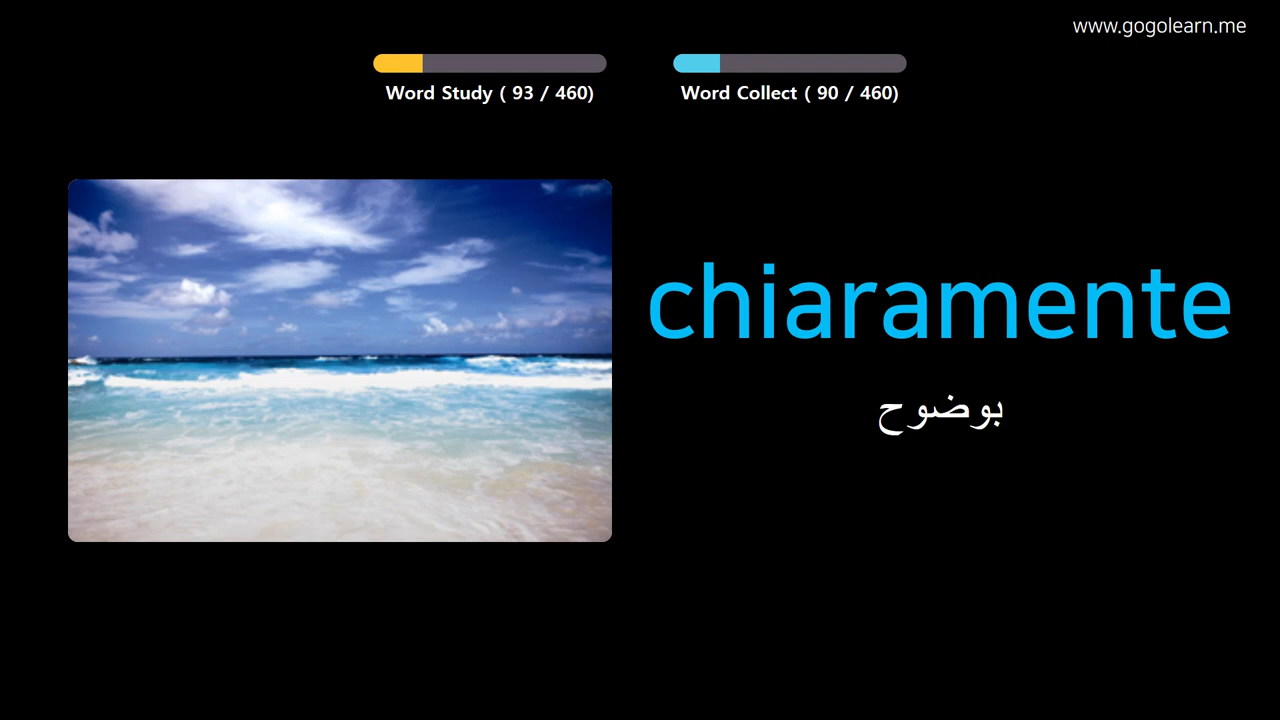 www.gogolearn.me
Word Study ( 93 / 460)
Word Collect ( 90 / 460)
chiaramente
بوضوح